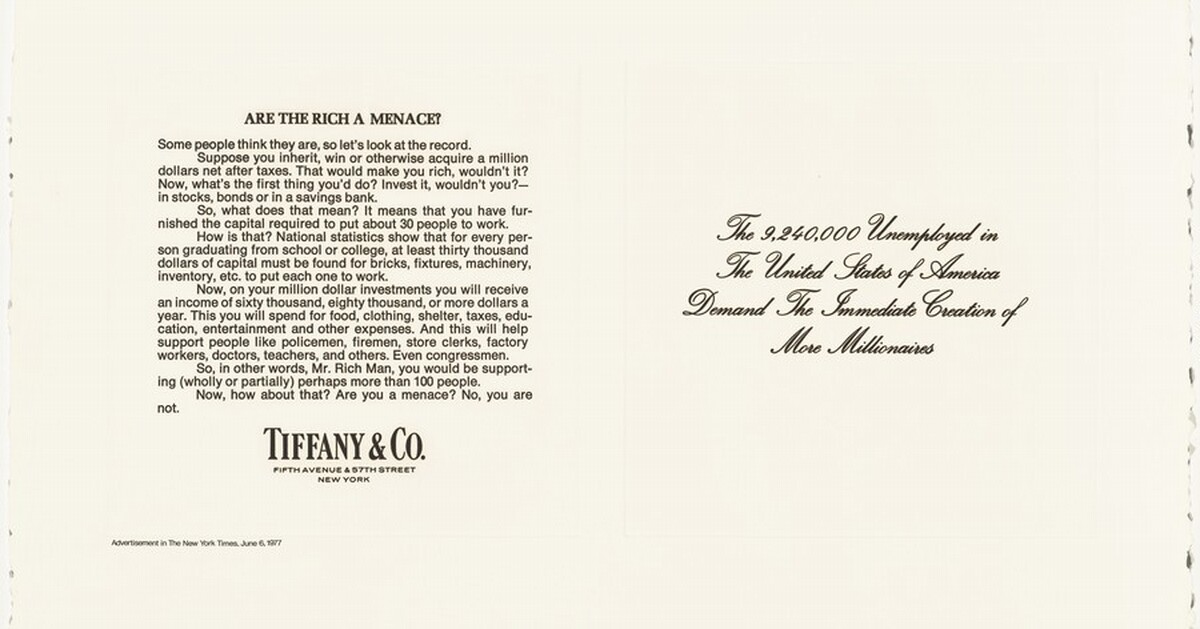 ARE THE RICH A MENACE?
Some people think they are, so let's look at the record.
Suppose you inherit, win or otherwise acquire a million
dollars net after taxes. That would make you rich, wouldn't it?
Now, what's the first thing you'd do? Invest it, wouldn't you?—
in stocks, bonds or in a savings bank.
So, what does that mean? It means that you have fur-
nished the capital required to put about 30 people to work.
How is that? National statistics show that for every per-
son graduating from school or college, at least thirty thousand
dollars of capital must be found for bricks, fixtures, machinery,
inventory, etc. to put each one to work.
Now, on your million dollar investments you will receive
an income of sixty thousand, eighty thousand, or more dollars a
year. This you will spend for food, clothing, shelter, taxes, edu-
cation, entertainment and other expenses. And this will help
support people like policemen, firemen, store clerks, factory
workers, doctors, teachers, and others. Even congressmen.
So, in other words, Mr. Rich Man, you would be support-
ing (wholly or partially) perhaps more than 100 people.
Now, how about that? Are you a menace? No, you are
not.
TIFFANY & CO.
FIFTH AVENUE & 57TH STREET
NEW YORK
Advertisement in The New York Times, June 6, 1977
The 9,240,000 Unemployed in
The United States of America
Demand The Immediate Creation of
More Millionaires